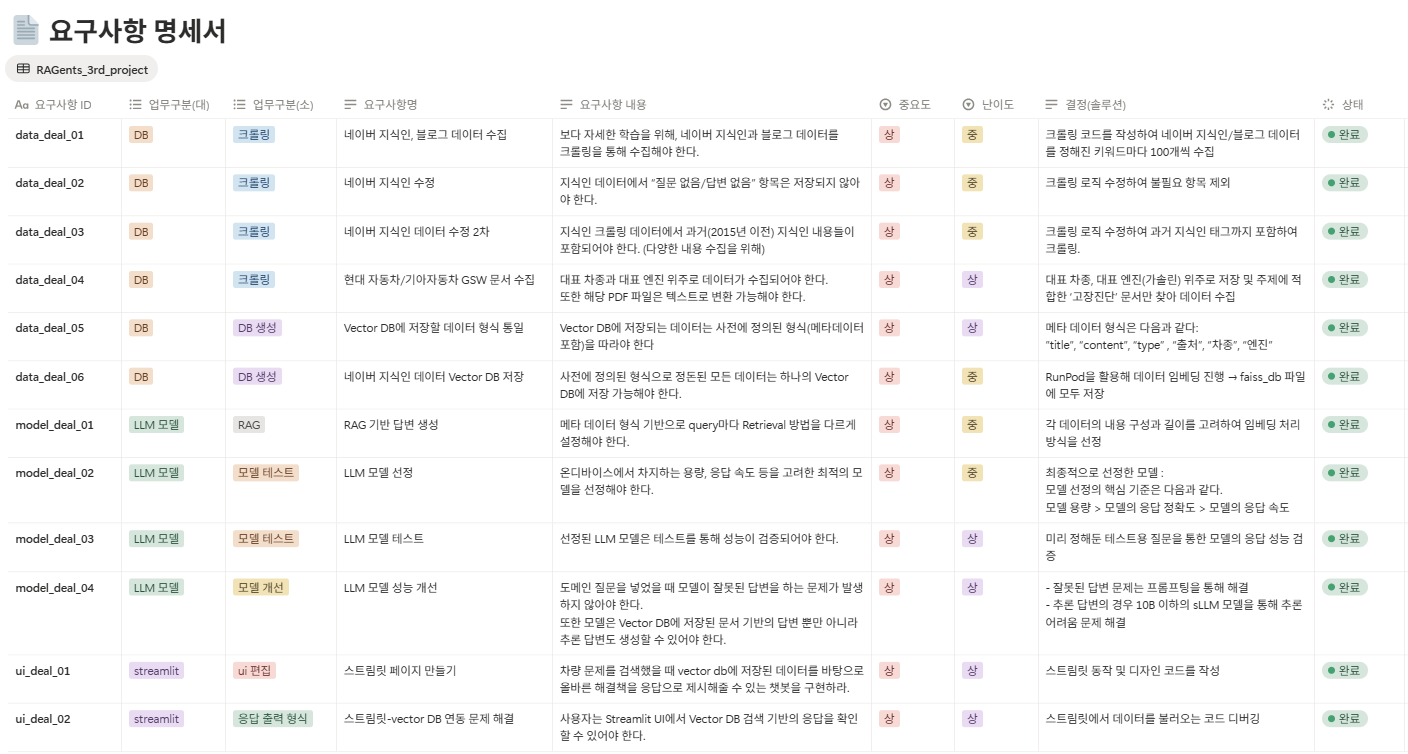 요구사항 명세서
RAGents_3rd_project
Aa 요구사항 ID 업무구분(대) 업무구분(소) 요구사항명 요구사항 내용 중요도 난이도 결정(솔루션) 상태
data_deal_01 DB 크롤링 네이버 지식인, 블로그 데이터 수집 보다 자세한 학습을 위해, 네이버 지식인과 블로그 데이터를 상 중 크롤링 코드를 작성하여 네이버 지식인/블로그 데이터 완료
크롤링을 통해 수집해야 한다. 를 정해진 키워드마다 100개씩 수집
data_deal_02 DB 크롤링 네이버 지식인 수정 지식인 데이터에서 “질문 없음/답변 없음” 항목은 저장되지 않아 상 중 크롤링 로직 수정하여 불필요 항목 제외 완료
야 한다.
data_deal_03 DB 크롤링 네이버 지식인 데이터 수정 2차 지식인 크롤링 데이터에서 과거(2015년 이전) 지식인 내용들이 상 중 크롤링 로직 수정하여 과거 지식인 태그까지 포함하여 완료
포함되어야 한다. (다양한 내용 수집을 위해) 크롤링.
data_deal_04 DB 크롤링 현대 자동차/기아자동차 GSW 문서 수집 대표 차종과 대표 엔진 위주로 데이터가 수집되어야 한다. 상 상 대표 차종, 대표 엔진(가솔린) 위주로 저장 및 주제에 적 완료
또한 해당 PDF 파일은 텍스트로 변환 가능해야 한다. 합한 ‘고장진단’ 문서만 찾아 데이터 수집
data_deal_05 DB DB 생성 Vector DB에 저장할 데이터 형식 통일 Vector DB에 저장되는 데이터는 사전에 정의된 형식(메타데이터 상 상 메타 데이터 형식은 다음과 같다: 완료
포함)을 따라야 한다 “title”, “content”, “type” , “출처”, “차종”, “엔진”
data_deal_06 DB DB 생성 네이버 지식인 데이터 Vector DB 저장 사전에 정의된 형식으로 정돈된 모든 데이터는 하나의 Vector 상 중 RunPod을 활용해 데이터 임베딩 진행 → faiss_db 파일 완료
DB에 저장 가능해야 한다. 에 모두 저장
model_deal_01 LLM 모델 RAG RAG 기반 답변 생성 메타 데이터 형식 기반으로 query마다 Retrieval 방법을 다르게 상 중 각 데이터의 내용 구성과 길이를 고려하여 임베딩 처리 완료
설정해야 한다. 방식을 선정
model_deal_02 LLM 모델 모델 테스트 LLM 모델 선정 온디바이스에서 차지하는 용량, 응답 속도 등을 고려한 최적의 모 상 중 최종적으로 선정한 모델 : 완료
델을 선정해야 한다. 모델 선정의 핵심 기준은 다음과 같다.
모델 용량 > 모델의 응답 정확도 > 모델의 응답 속도
model_deal_03 LLM 모델 모델 테스트 LLM 모델 테스트 선정된 LLM 모델은 테스트를 통해 성능이 검증되어야 한다. 상 상 미리 정해둔 테스트용 질문을 통한 모델의 응답 성능 검 완료
증
model_deal_04 LLM 모델 모델 개선 LLM 모델 성능 개선 도메인 질문을 넣었을 때 모델이 잘못된 답변을 하는 문제가 발생 상 상 - 잘못된 답변 문제는 프롬프팅을 통해 해결 완료
하지 않아야 한다. - 추론 답변의 경우 10B 이하의 sLLM 모델을 통해 추론
또한 모델은 Vector DB에 저장된 문서 기반의 답변 뿐만 아니라 어려움 문제 해결
추론 답변도 생성할 수 있어야 한다.
ui_deal_01 streamlit ui 편집 스트림릿 페이지 만들기 차량 문제를 검색했을 때 vector db에 저장된 데이터를 바탕으로 상 상 스트림릿 동작 및 디자인 코드를 작성 완료
올바른 해결책을 응답으로 제시해줄 수 있는 챗봇을 구현하라.
ui_deal_02 streamlit 응답 출력 형식 스트림릿-vector DB 연동 문제 해결 사용자는 Streamlit UI에서 Vector DB 검색 기반의 응답을 확인 상 상 스트림릿에서 데이터를 불러오는 코드 디버깅 완료
할 수 있어야 한다.